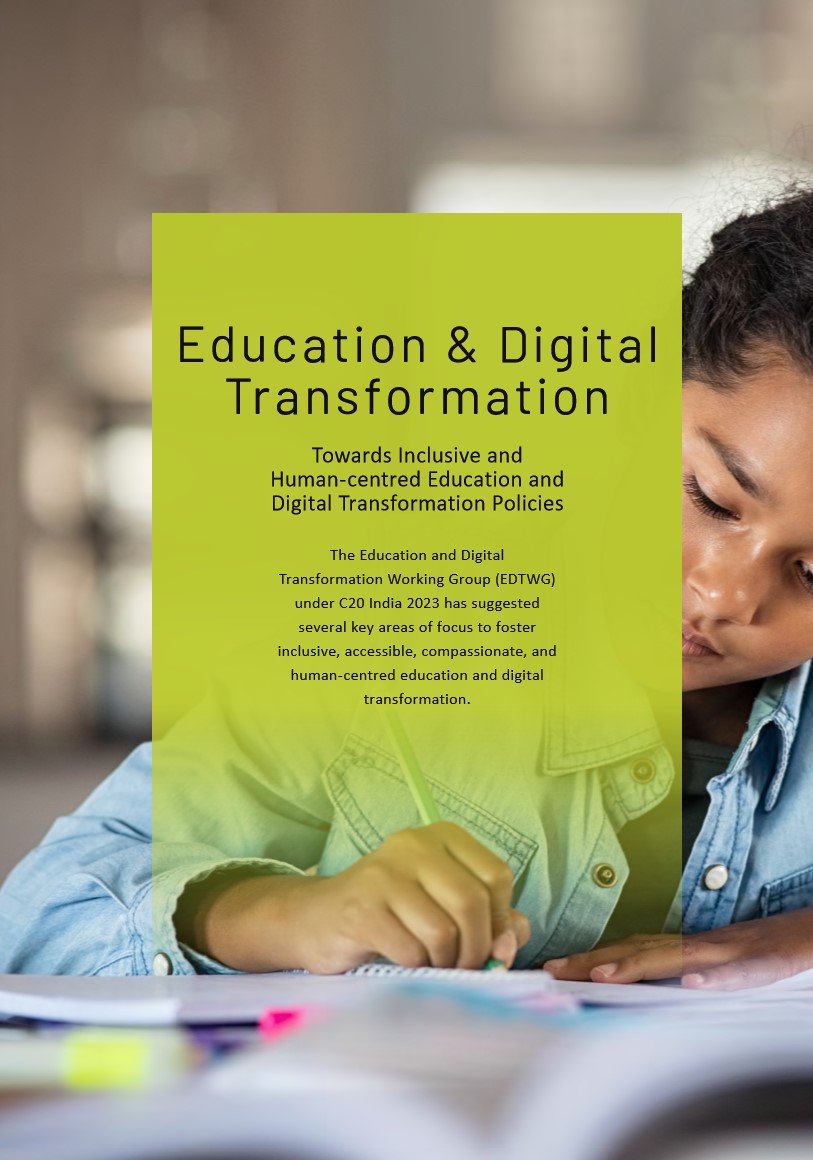 Education & Digital
Transformation
Towards Inclusive and
Human-centred Education and
Digital Transformation Policies
The Education and Digital
Transformation Working Group (EDTWG)
under C20 India 2023 has suggested
several key areas of focus to foster
inclusive, accessible, compassionate, and
human-centred education and digital
transformation.